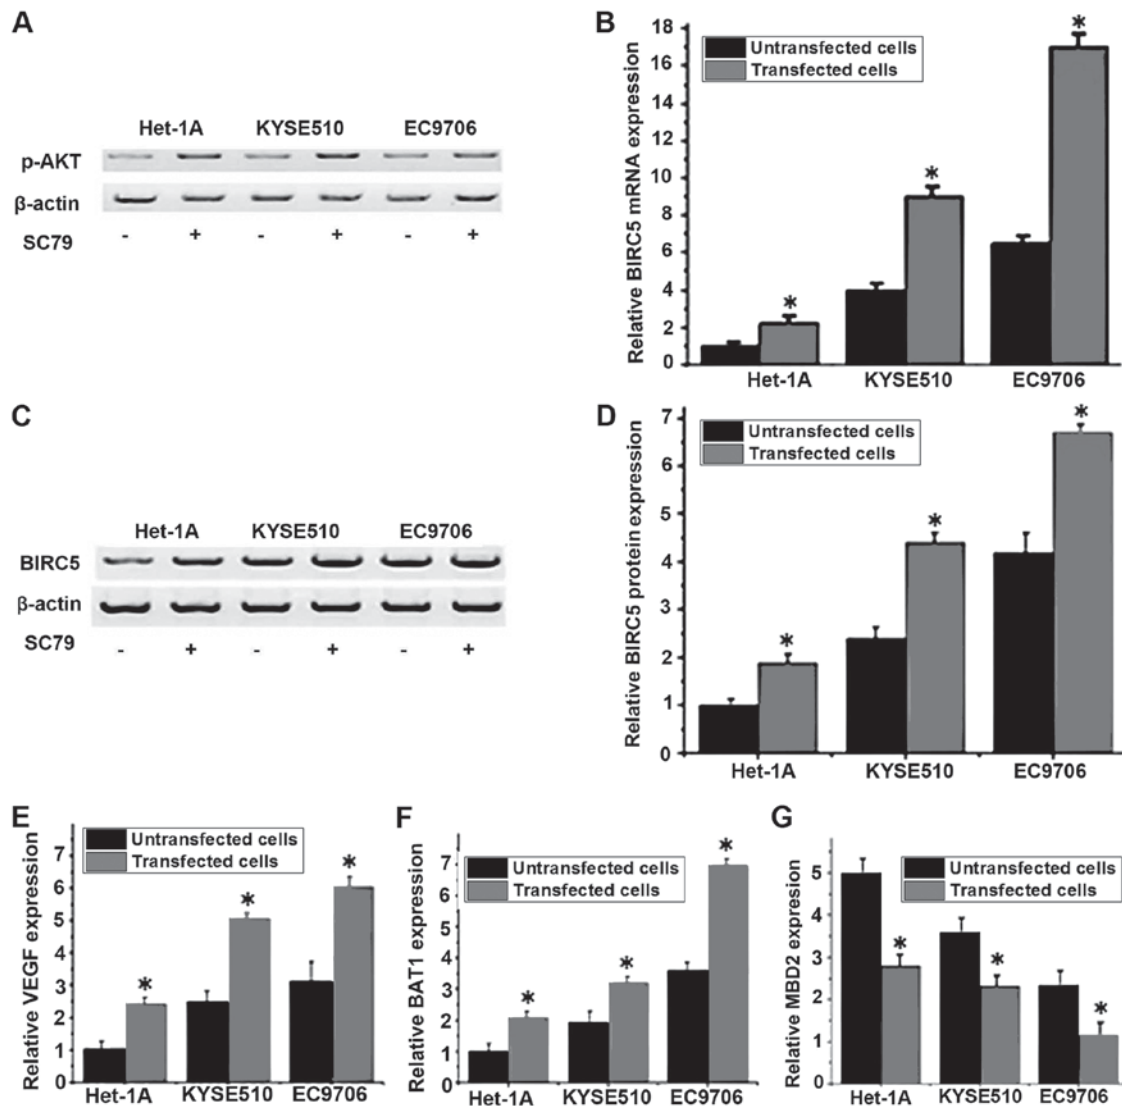 A
Het-1A KYSE510 EC9706
p-AKT
β-actin
SC79 - + - + - +
B
Relative BIRC5 mRNA expression
18
16
14
12
10
8
6
4
2
0
Untransfected cells
Transfected cells
*
*
*
Het-1A KYSE510 EC9706
C
Het-1A KYSE510 EC9706
BIRC5
β-actin
SC79 - + - + - +
D
Relative BIRC5 protein expression
7
6
5
4
3
2
1
0
Untransfected cells
Transfected cells
*
*
*
Het-1A KYSE510 EC9706
E
Relative VEGF expression
7
6
5
4
3
2
1
0
Untransfected cells
Transfected cells
*
*
*
Het-1A KYSE510 EC9706
F
Relative BAT1 expression
7
6
5
4
3
2
1
0
Untransfected cells
Transfected cells
*
*
*
Het-1A KYSE510 EC9706
G
Relative MBD2 expression
5
4
3
2
1
0
Untransfected cells
Transfected cells
*
*
*
Het-1A KYSE510 EC9706